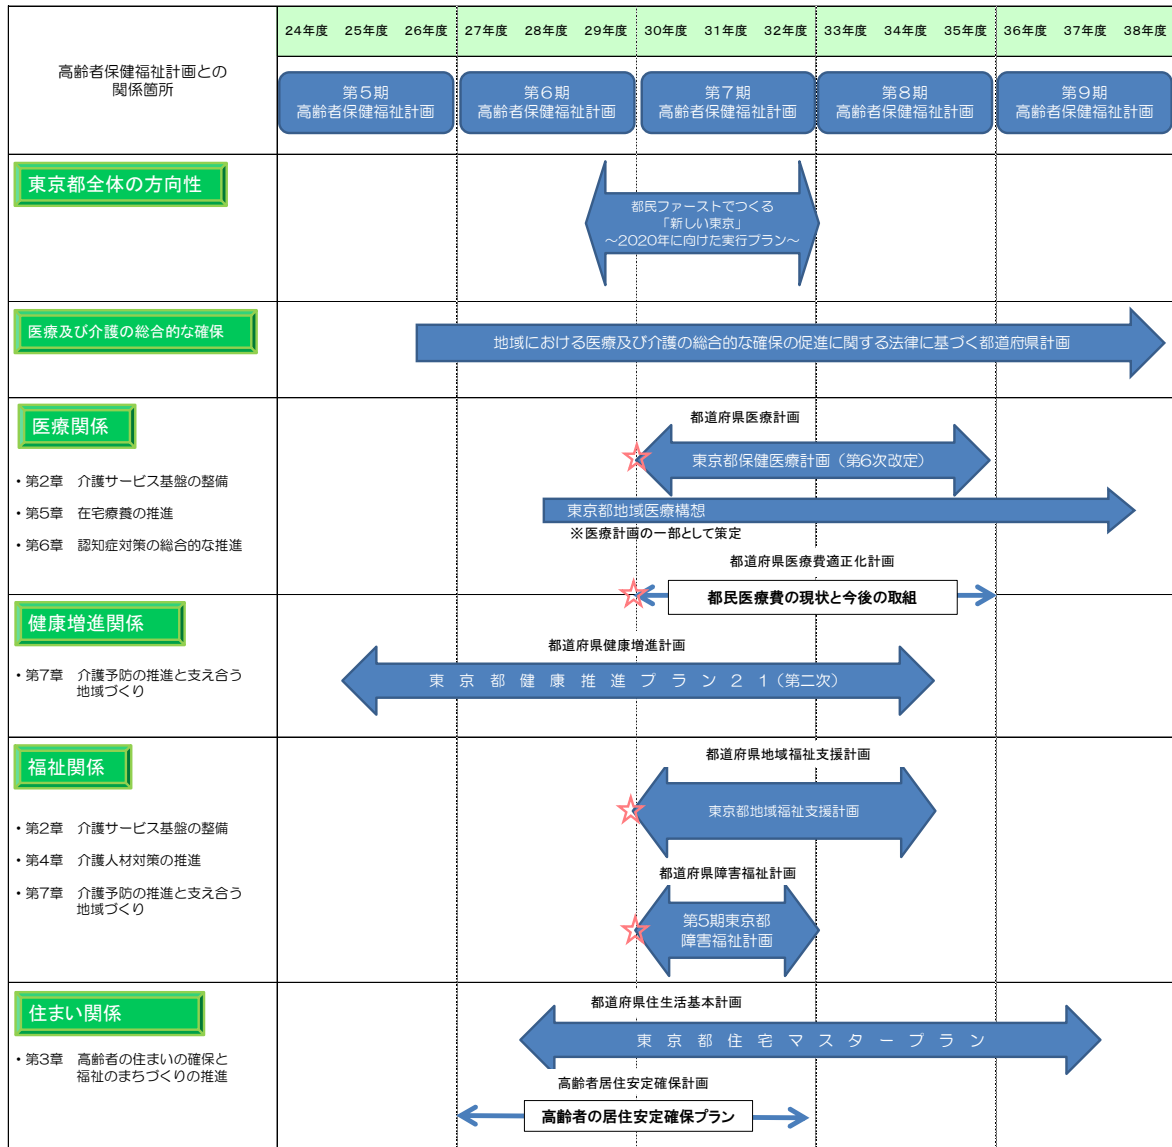 24年度 25年度 26年度 27年度 28年度 29年度 30年度 31年度 32年度 33年度 34年度 35年度 36年度 37年度 38年度
高齢者保健福祉計画との
関係箇所
第5期
高齢者保健福祉計画
第6期
高齢者保健福祉計画
第7期
高齢者保健福祉計画
第8期
高齢者保健福祉計画
第9期
高齢者保健福祉計画
東京都全体の方向性
都民ファーストでつくる
「新しい東京」
～2020年に向けた実行プラン～
医療及び介護の総合的な確保
地域における医療及び介護の総合的な確保の促進に関する法律に基づく都道府県計画
医療関係
・第2章 介護サービス基盤の整備
・第5章 在宅療養の推進
・第6章 認知症対策の総合的な推進
都道府県医療計画
東京都保健医療計画（第6次改定）
東京都地域医療構想
※医療計画の一部として策定
都道府県医療費適正化計画
都民医療費の現状と今後の取組
健康増進関係
・第7章 介護予防の推進と支え合う
地域づくり
都道府県健康増進計画
東京都健康推進プラン21（第二次）
福祉関係
・第2章 介護サービス基盤の整備
・第4章 介護人材対策の推進
・第7章 介護予防の推進と支え合う
地域づくり
都道府県地域福祉支援計画
東京都地域福祉支援計画
都道府県障害福祉計画
第5期東京都
障害福祉計画
住まい関係
・第3章 高齢者の住まいの確保と
福祉のまちづくりの推進
都道府県住生活基本計画
東京都住宅マスタープラン
高齢者居住安定確保計画
高齢者の居住安定確保プラン